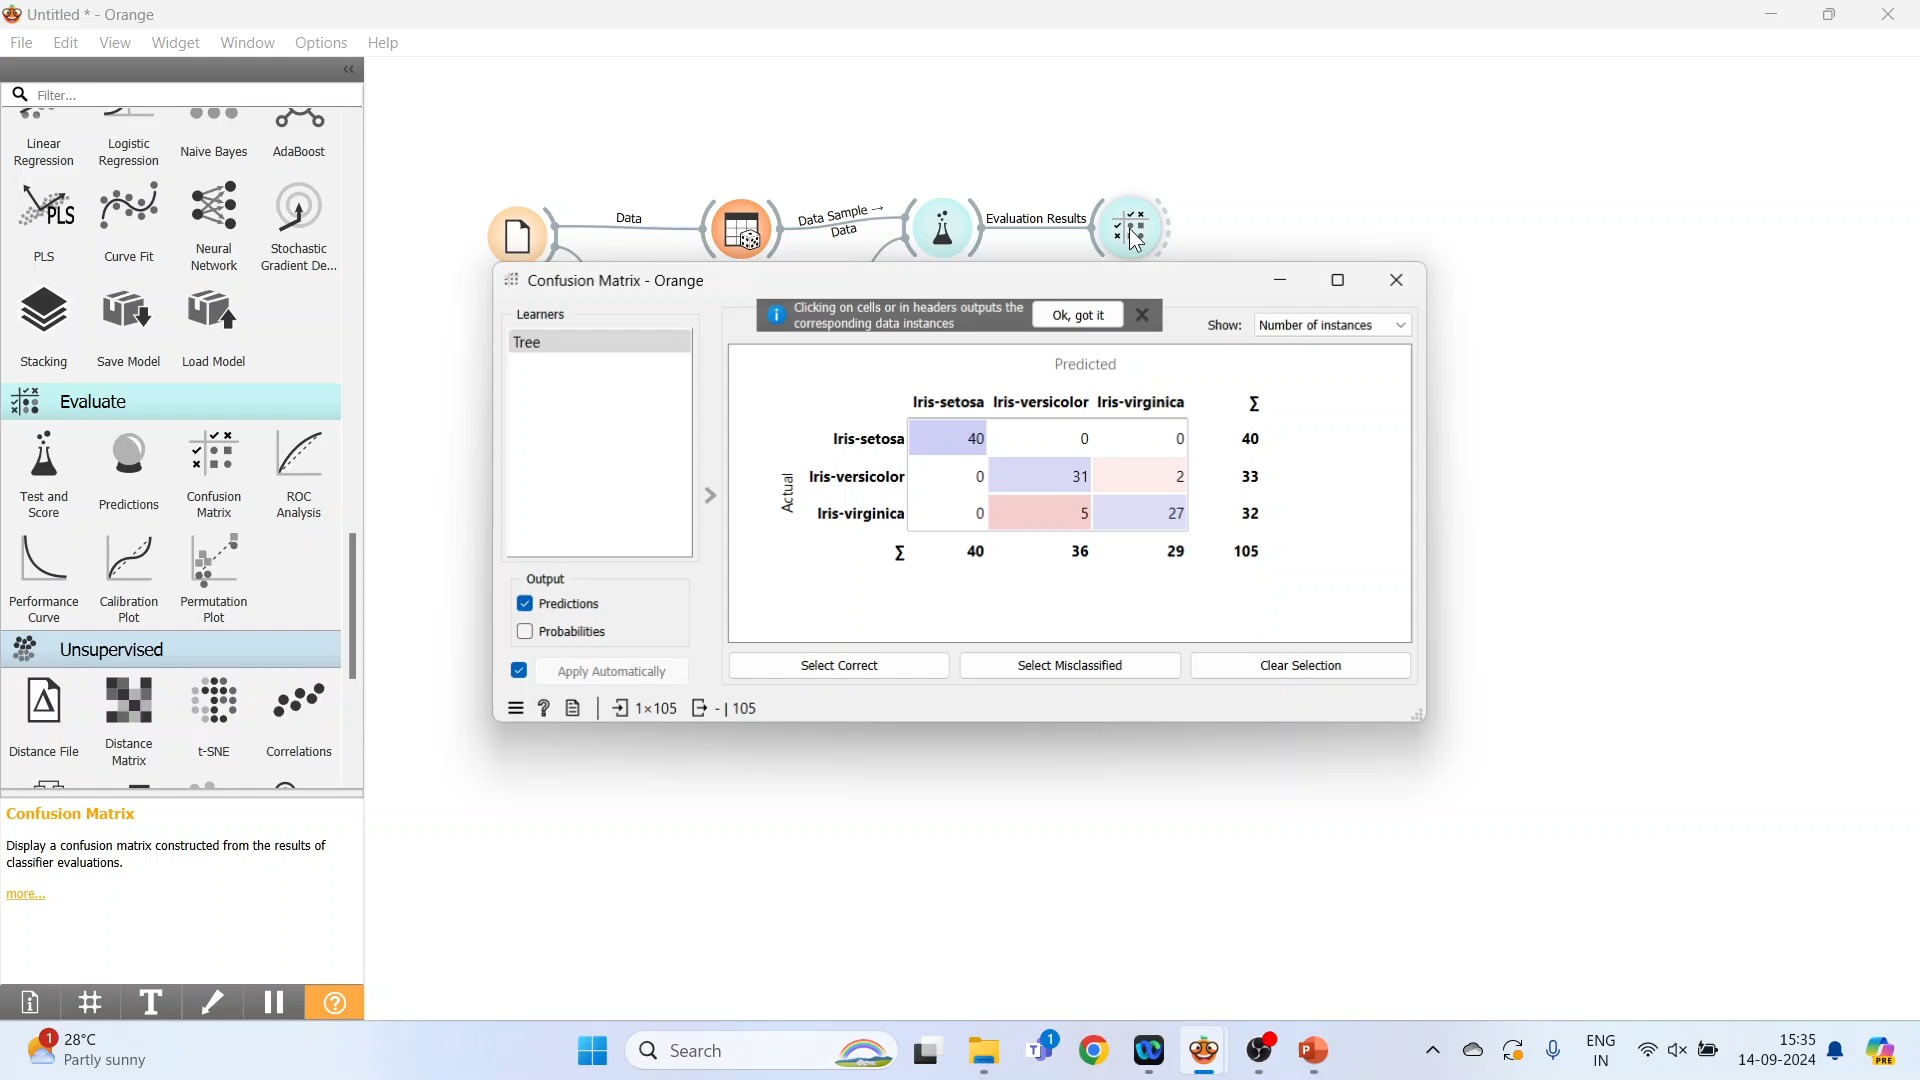 Untitled * - Orange
File Edit View Widget Window Options Help
Filter...
Linear Regression
Logistic Regression
Naive Bayes
AdaBoost
PLS
PLS
Curve Fit
Neural Network
Stochastic Gradient De...
Stacking
Save Model
Load Model
Evaluate
Test and Score
Predictions
Confusion Matrix
ROC Analysis
Performance Curve
Calibration Plot
Permutation Plot
Unsupervised
Distance File
Distance Matrix
t-SNE
Correlations
Confusion Matrix
Display a confusion matrix constructed from the results of
classifier evaluations.
more...
Data
Data Sample →
Data
Evaluation Results
Confusion Matrix - Orange
Learners
Tree
Clicking on cells or in headers outputs the
corresponding data instances
Ok, got it
Show: Number of instances
Predicted
Iris-setosa Iris-versicolor Iris-virginica Σ
Actual
Iris-setosa 40 0 0 40
Iris-versicolor 0 31 2 33
Iris-virginica 0 5 27 32
Σ 40 36 29 105
Output
Predictions
Probabilities
Apply Automatically
Select Correct
Select Misclassified
Clear Selection
1×105 - | 105
1
28°C
Partly sunny
Search
1
ENG
IN
15:35
14-09-2024
PRE